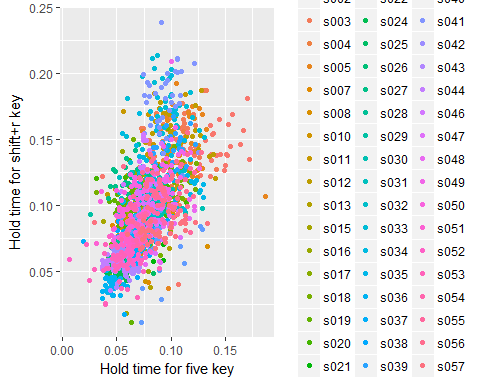 s002 s022 s040
0.25
s003 s024 s041
s004 s025 s042
0.20
s005 s026 s043
s007 s027 s044
s008 s028 s046
0.15
s010 s029 s047
s011 s030 s048
Hold time for shift+r key
s012 s031 s049
0.10
s013 s032 s050
s015 s033 s051
s016 s034 s052
0.05
s017 s035 s053
s018 s036 s054
s019 s037 s055
s020 s038 s056
0.00 0.05 0.10 0.15
s021 s039 s057
Hold time for five key